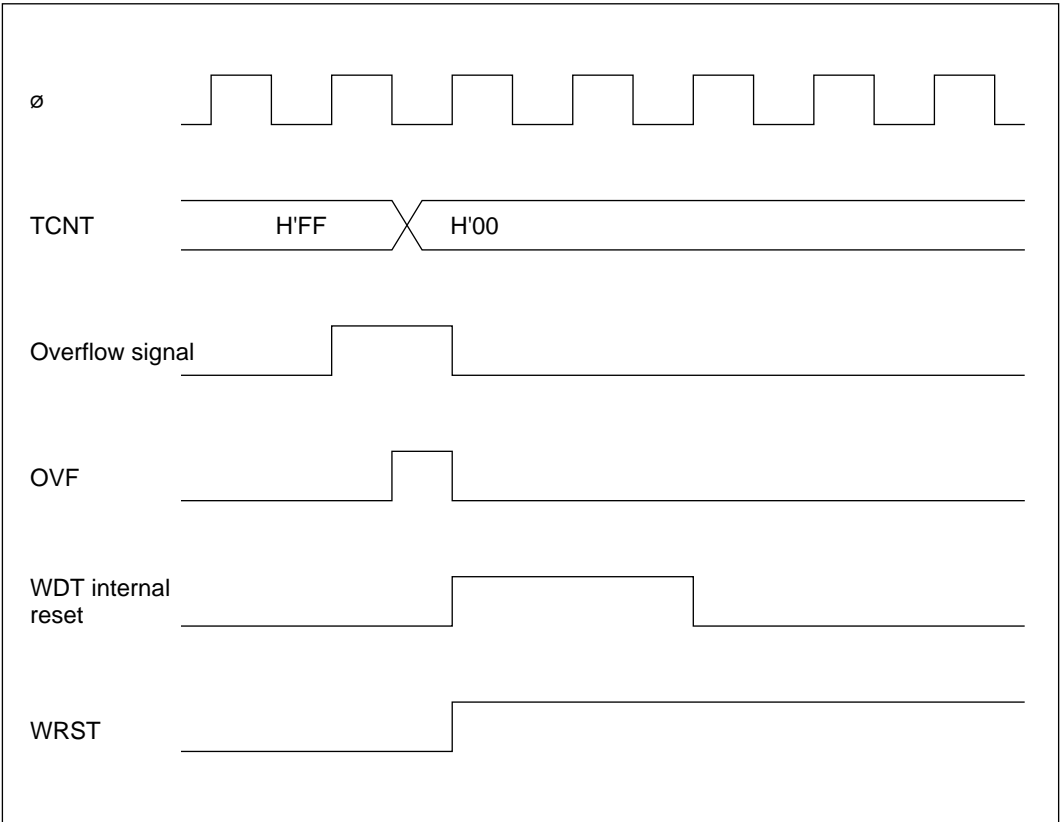 ø
TCNT H'FF H'00
Overflow signal
OVF
WDT internal
reset
WRST